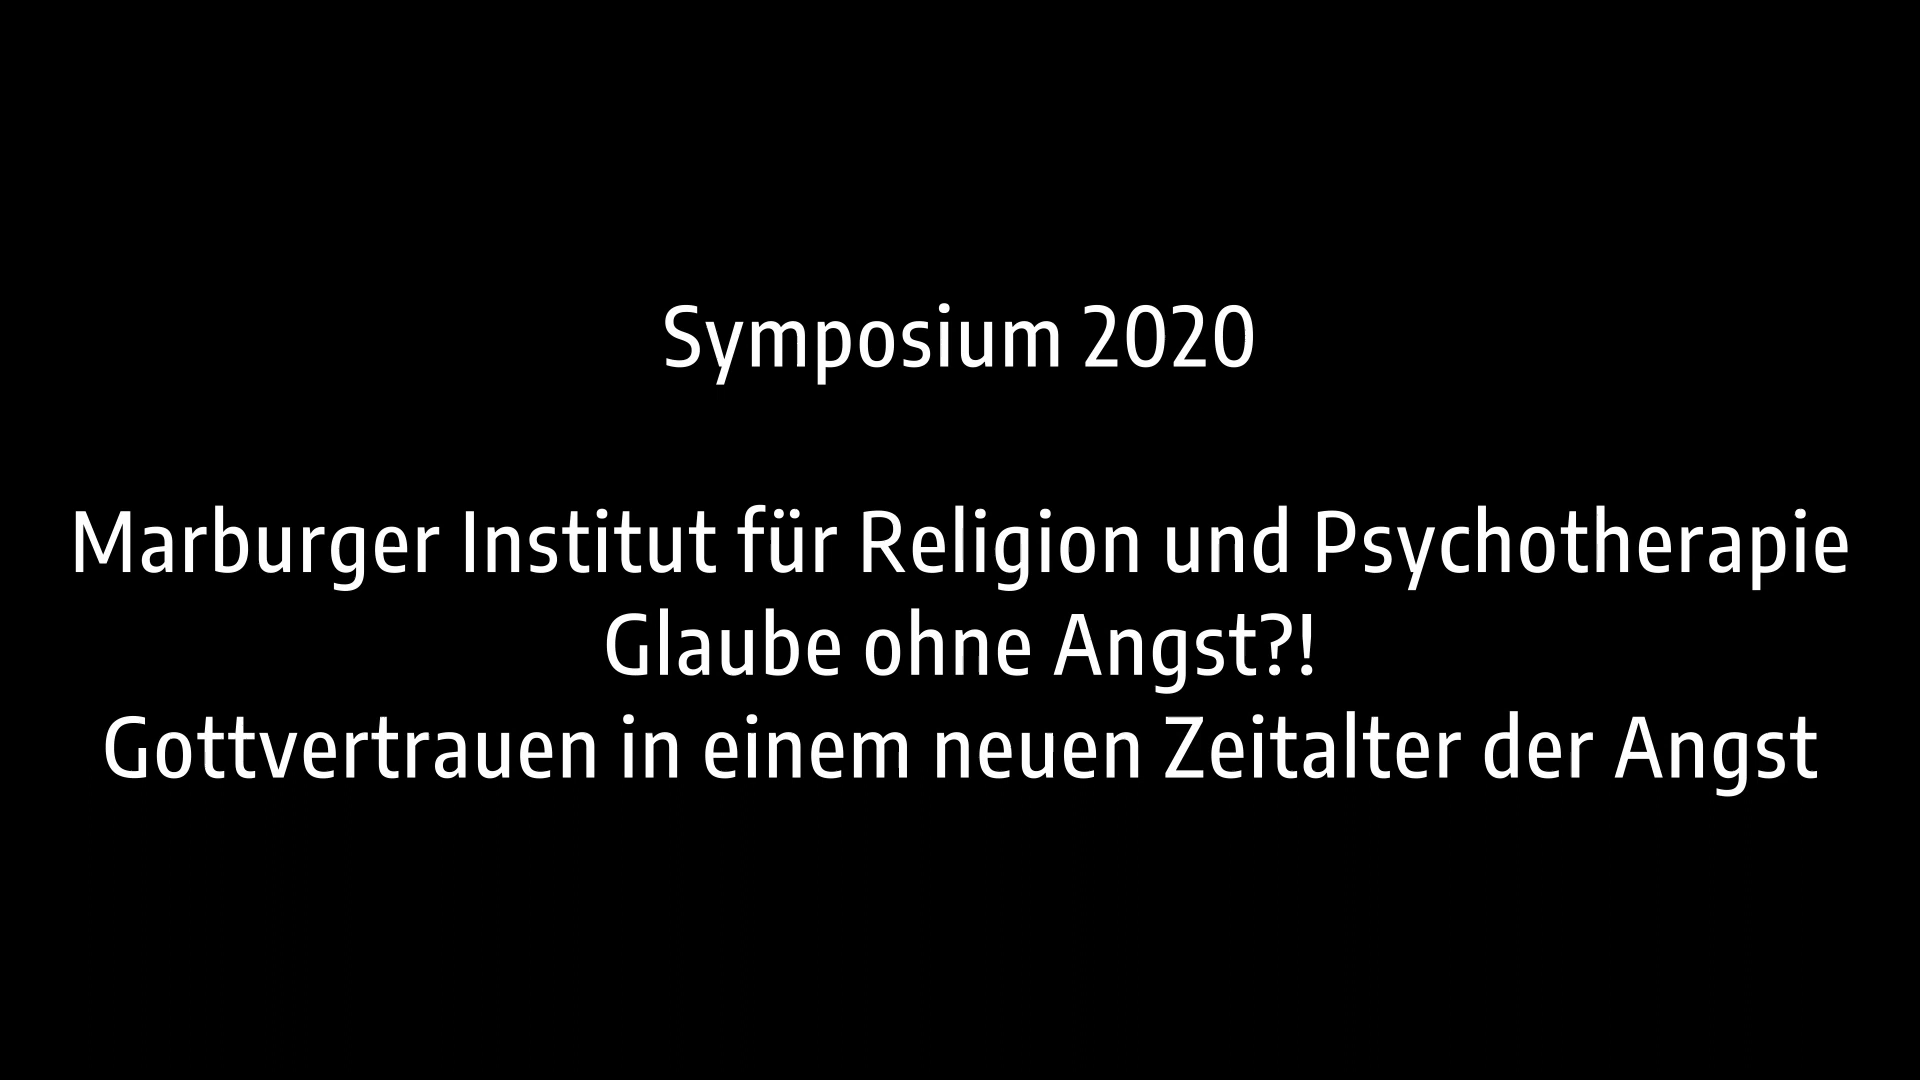 Symposium 2020
Marburger Institut für Religion und Psychotherapie
Glaube ohne Angst?!
Gottvertrauen in einem neuen Zeitalter der Angst